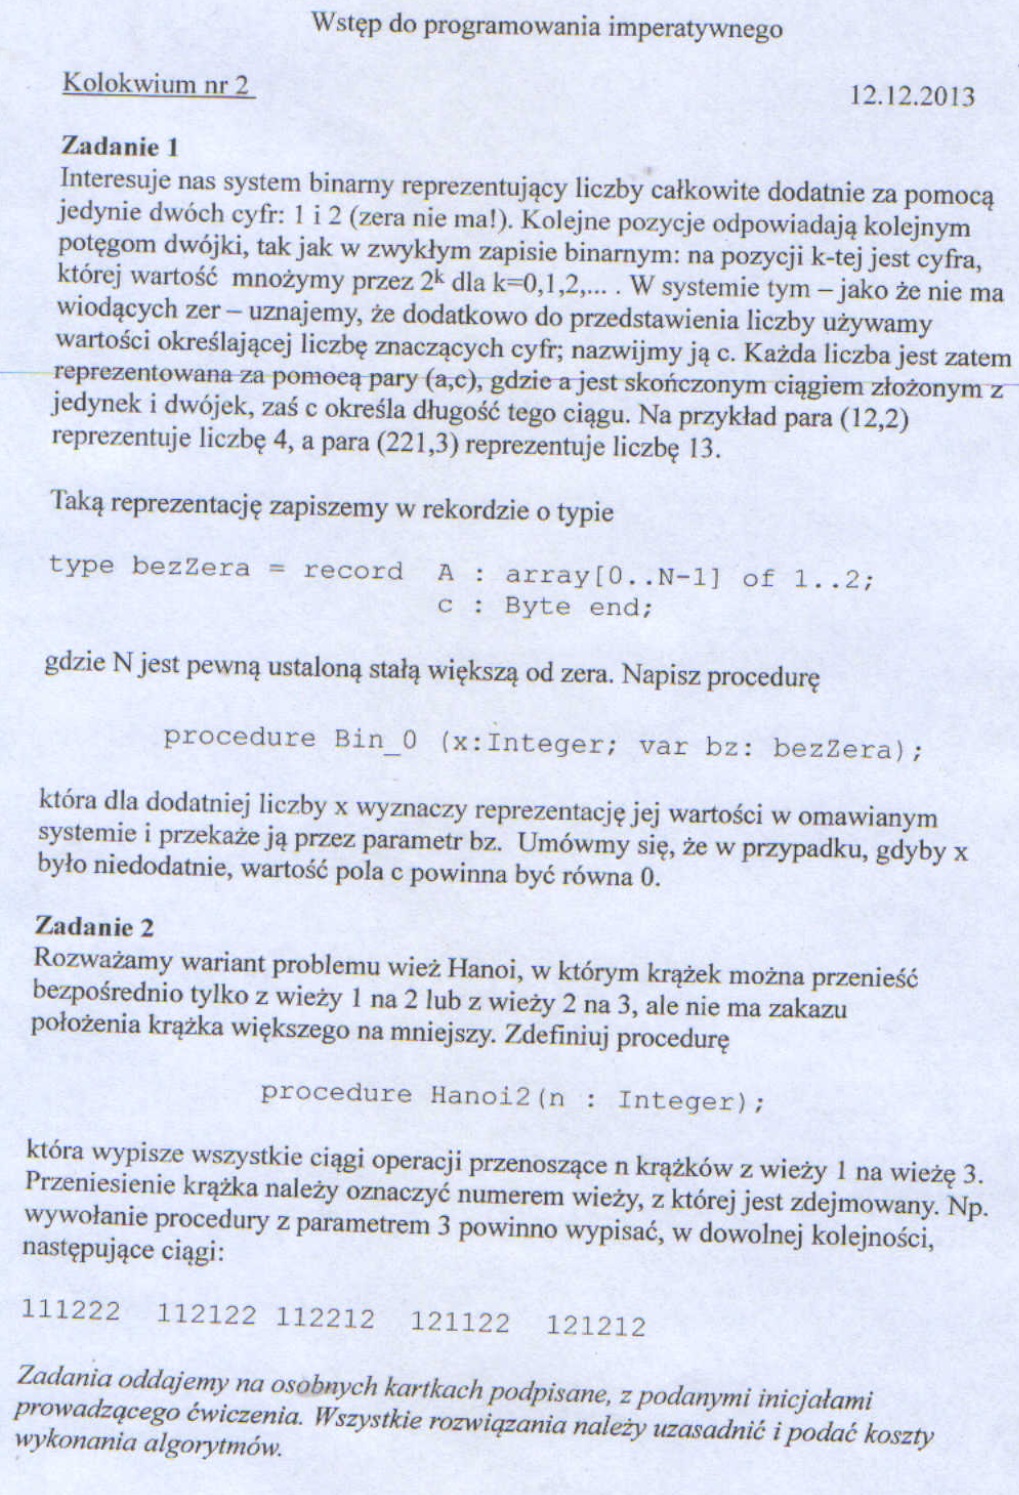 Wstęp do programowania imperatywnego
Kolokwium nr 2
12.12.2013
Zadanie 1
Interesuje nas system binarny reprezentujący liczby całkowite dodatnie za pomocą
jedynie dwóch cyfr: 1 i 2 (zera nie ma!). Kolejne pozycje odpowiadają kolejnym
potęgom dwójki, tak jak w zwykłym zapisie binarnym: na pozycji k-tej jest cyfra,
której wartość mnożymy przez 2ᵏ dla k=0,1,2,... . W systemie tym – jako że nie ma
wiodących zer – uznajemy, że dodatkowo do przedstawienia liczby używamy
wartości określającej liczbę znaczących cyfr; nazwijmy ją c. Każda liczba jest zatem
reprezentowana za pomocą pary (a,c), gdzie a jest skończonym ciągiem złożonym z
jedynek i dwójek, zaś c określa długość tego ciągu. Na przykład para (12,2)
reprezentuje liczbę 4, a para (221,3) reprezentuje liczbę 13.
Taką reprezentację zapiszemy w rekordzie o typie
type bezZera = record A : array[0..N-1] of 1..2;
c : Byte end;
gdzie N jest pewną ustaloną stałą większą od zera. Napisz procedurę
procedure Bin_0 (x:Integer; var bz: bezZera);
która dla dodatniej liczby x wyznaczy reprezentację jej wartości w omawianym
systemie i przekaże ją przez parametr bz. Umówmy się, że w przypadku, gdyby x
było niedodatnie, wartość pola c powinna być równa 0.
Zadanie 2
Rozważamy wariant problemu wież Hanoi, w którym krążek można przenieść
bezpośrednio tylko z wieży 1 na 2 lub z wieży 2 na 3, ale nie ma zakazu
położenia krążka większego na mniejszy. Zdefiniuj procedurę
procedure Hanoi2(n : Integer);
która wypisze wszystkie ciągi operacji przenoszące n krążków z wieży 1 na wieżę 3.
Przeniesienie krążka należy oznaczyć numerem wieży, z której jest zdejmowany. Np.
wywołanie procedury z parametrem 3 powinno wypisać, w dowolnej kolejności,
następujące ciągi:
111222 112122 112212 121122 121212
Zadania oddajemy na osobnych kartkach podpisane, z podanymi inicjałami
prowadzącego ćwiczenia. Wszystkie rozwiązania należy uzasadnić i podać koszty
wykonania algorytmów.